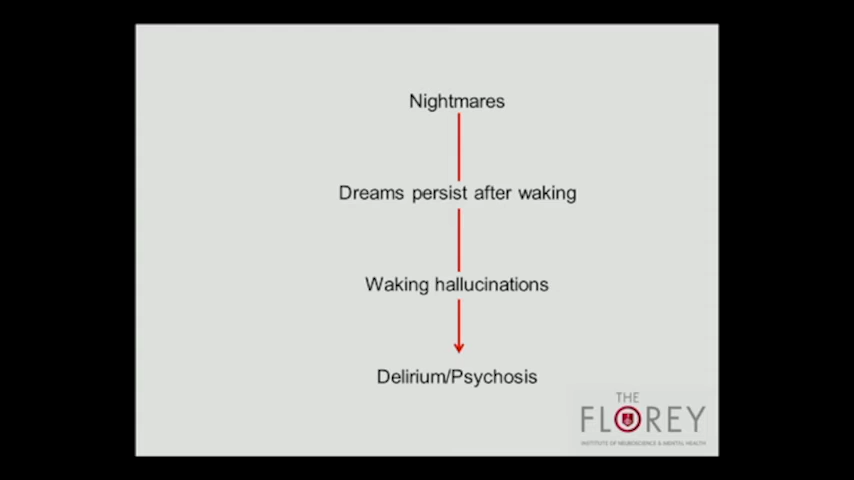 Nightmares
Dreams persist after waking
Waking hallucinations
Delirium/Psychosis
THE
FLOREY
INSTITUTE OF NEUROSCIENCE & MENTAL HEALTH